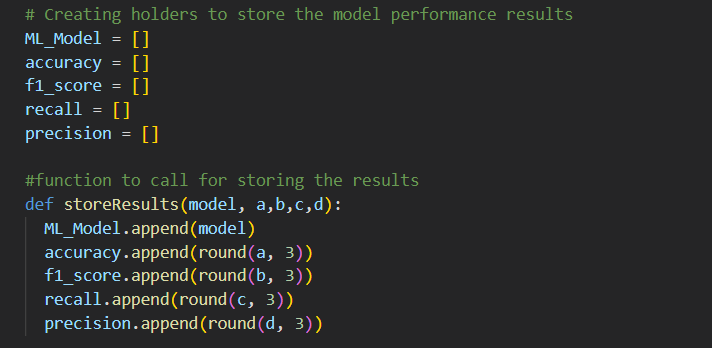 # Creating holders to store the model performance results
ML_Model = []
accuracy = []
f1_score = []
recall = []
precision = []

#function to call for storing the results
def storeResults(model, a,b,c,d):
  ML_Model.append(model)
  accuracy.append(round(a, 3))
  f1_score.append(round(b, 3))
  recall.append(round(c, 3))
  precision.append(round(d, 3))